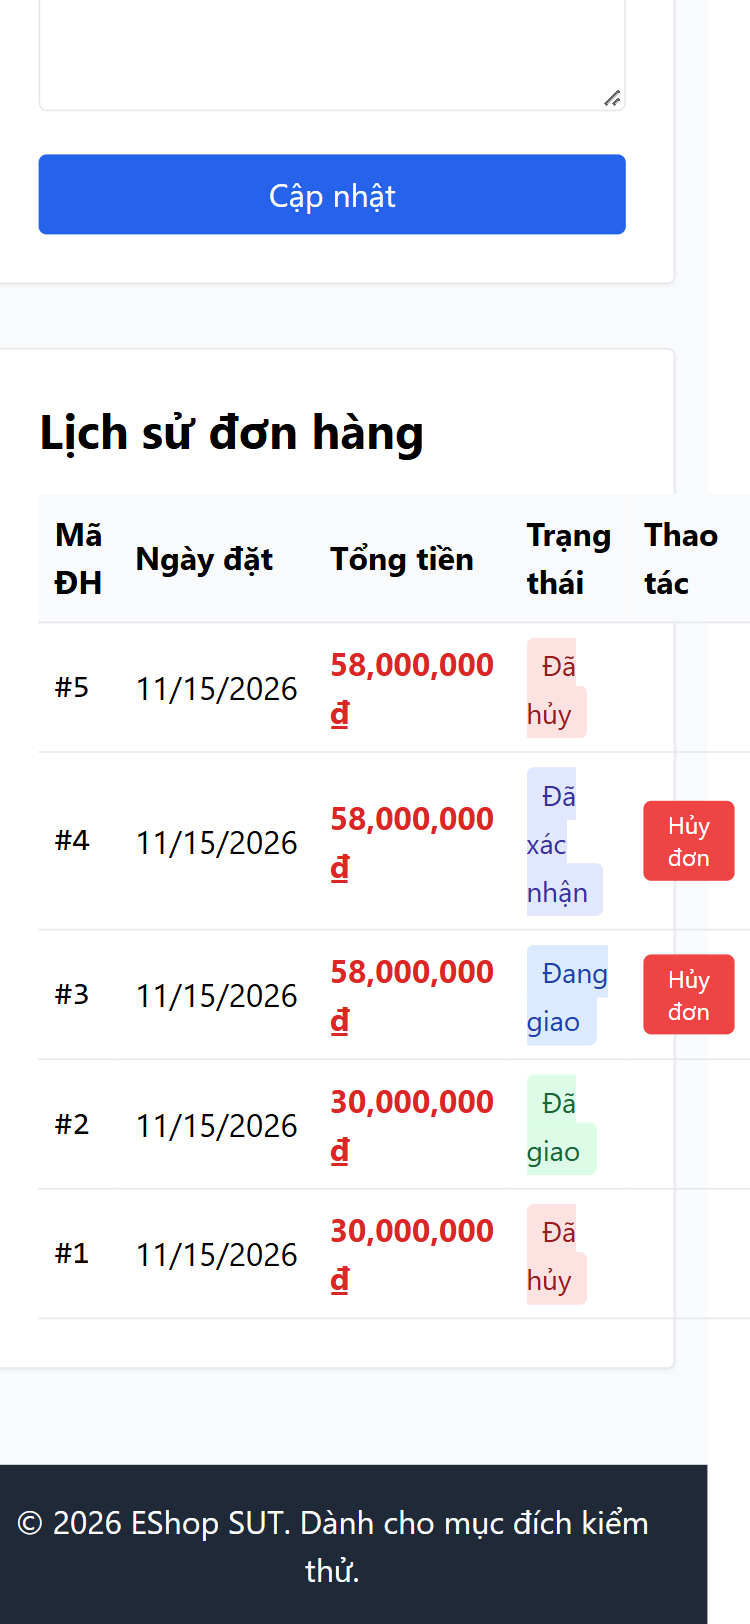 Cập nhật
Lịch sử đơn hàng
Mã ĐH Ngày đặt Tổng tiền Trạng thái Thao tác
#5 11/15/2026 58,000,000 ₫ Đã hủy
#4 11/15/2026 58,000,000 ₫ Đã xác nhận Hủy đơn
#3 11/15/2026 58,000,000 ₫ Đang giao Hủy đơn
#2 11/15/2026 30,000,000 ₫ Đã giao
#1 11/15/2026 30,000,000 ₫ Đã hủy
© 2026 EShop SUT. Dành cho mục đích kiểm
thử.